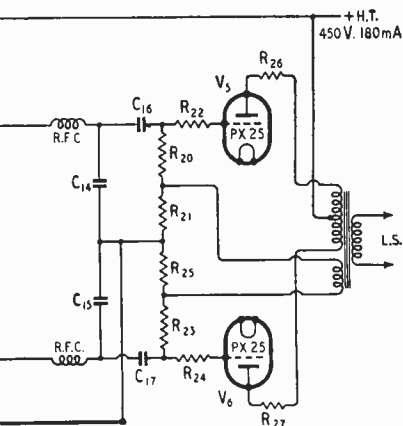 +H.T.
450 V. 180mA
R26
V5
C16
R22
PX 25
R.F.C
R20
C14
R21
L.S.
R25
C15
R23
R.F.C.
PX 25
C17
R24
V6
R27